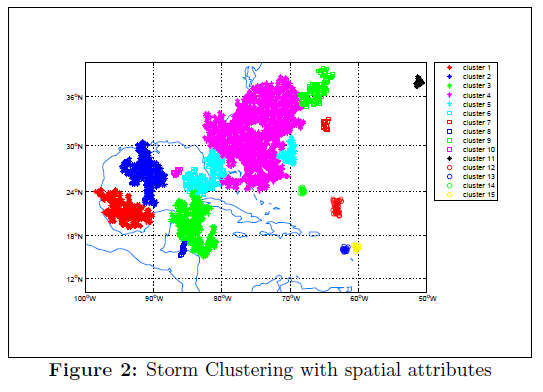 cluster 1
cluster 2
cluster 3
cluster 4
cluster 5
cluster 6
cluster 7
cluster 8
cluster 9
cluster 10
cluster 11
cluster 12
cluster 13
cluster 14
cluster 15
36°N
30°N
24°N
18°N
12°N
100°W 90°W 80°W 70°W 60°W 50°W
Figure 2: Storm Clustering with spatial attributes